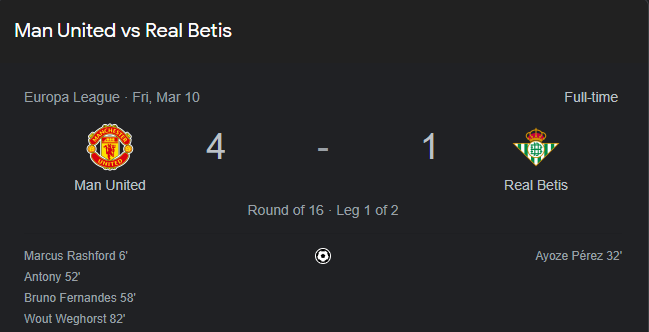 Man United vs Real Betis
Europa League · Fri, Mar 10
Full-time
4 - 1
Man United
Real Betis
Round of 16 · Leg 1 of 2
Marcus Rashford 6'
Ayoze Pérez 32'
Antony 52'
Bruno Fernandes 58'
Wout Weghorst 82'